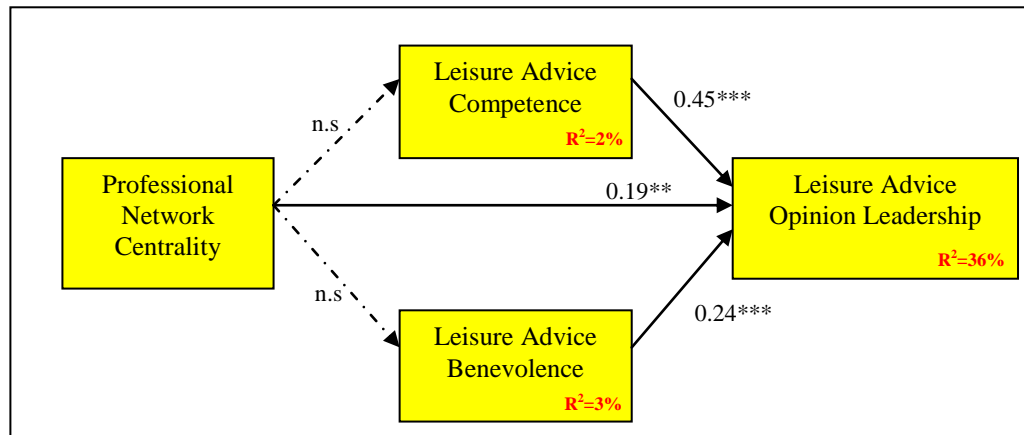 Leisure Advice
Competence
R²=2%
n.s
0.45***
Professional
Network
Centrality
0.19**
Leisure Advice
Opinion Leadership
R²=36%
n.s
0.24***
Leisure Advice
Benevolence
R²=3%